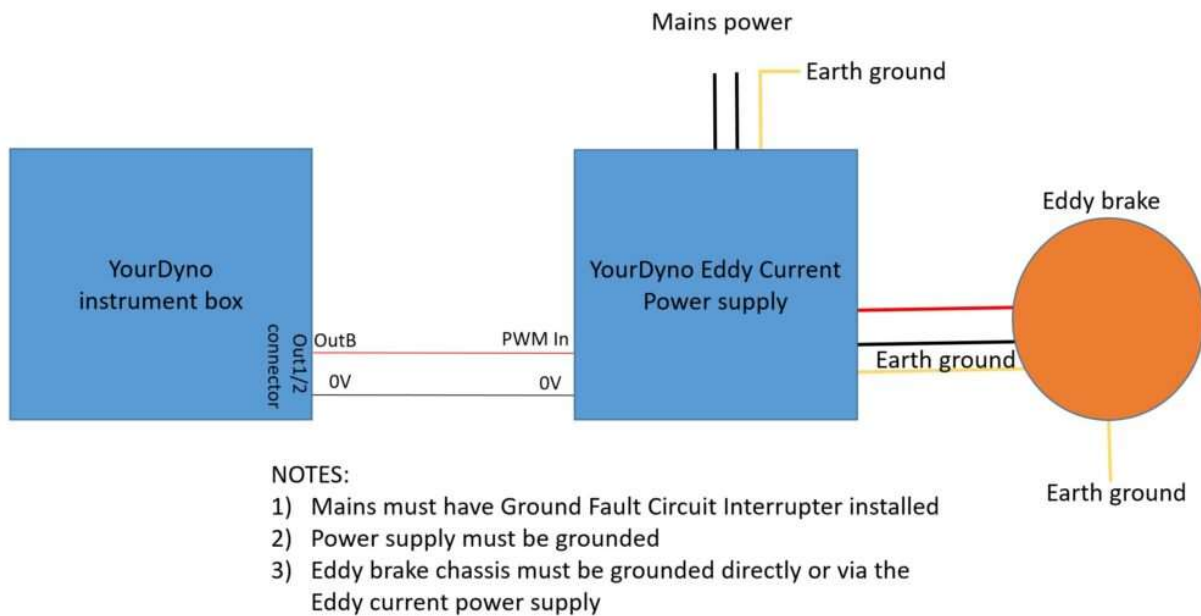 Mains power
Earth ground
Eddy brake
YourDyno
instrument box
YourDyno Eddy Current
Power supply
Out1/2
connector
OutB
PWM In
0V
0V
Earth ground
Earth ground
NOTES:
1) Mains must have Ground Fault Circuit Interrupter installed
2) Power supply must be grounded
3) Eddy brake chassis must be grounded directly or via the
Eddy current power supply